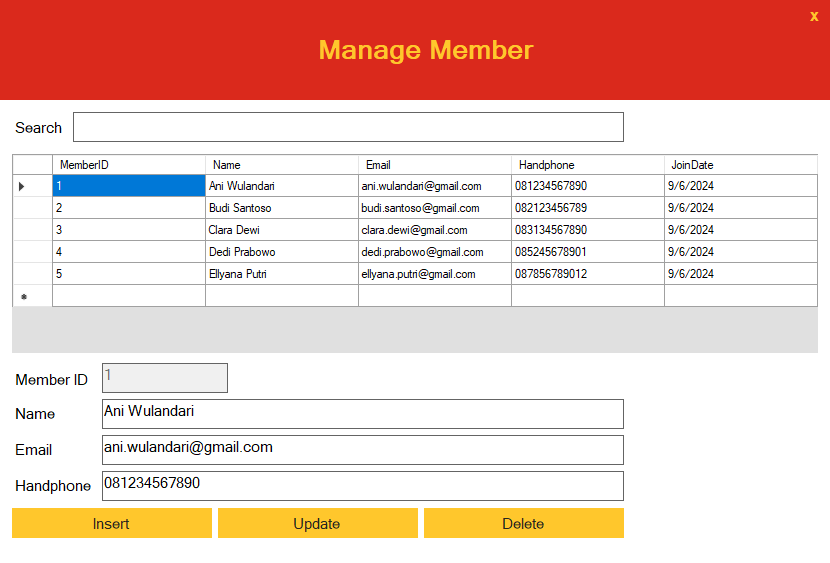 x
Manage Member
Search
MemberID Name Email Handphone JoinDate
1 Ani Wulandari ani.wulandari@gmail.com 081234567890 9/6/2024
2 Budi Santoso budi.santoso@gmail.com 082123456789 9/6/2024
3 Clara Dewi clara.dewi@gmail.com 083134567890 9/6/2024
4 Dedi Prabowo dedi.prabowo@gmail.com 085245678901 9/6/2024
5 Ellyana Putri ellyana.putri@gmail.com 087856789012 9/6/2024
Member ID 1
Name Ani Wulandari
Email ani.wulandari@gmail.com
Handphone 081234567890
Insert Update Delete